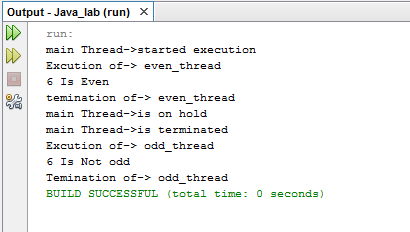 Output - Java_lab (run) ×
run:
main Thread->started execution
Excution of-> even_thread
6 Is Even
temination of-> even_thread
main Thread->is on hold
main Thread->is terminated
Excution of-> odd_thread
6 Is Not odd
Temination of-> odd_thread
BUILD SUCCESSFUL (total time: 0 seconds)